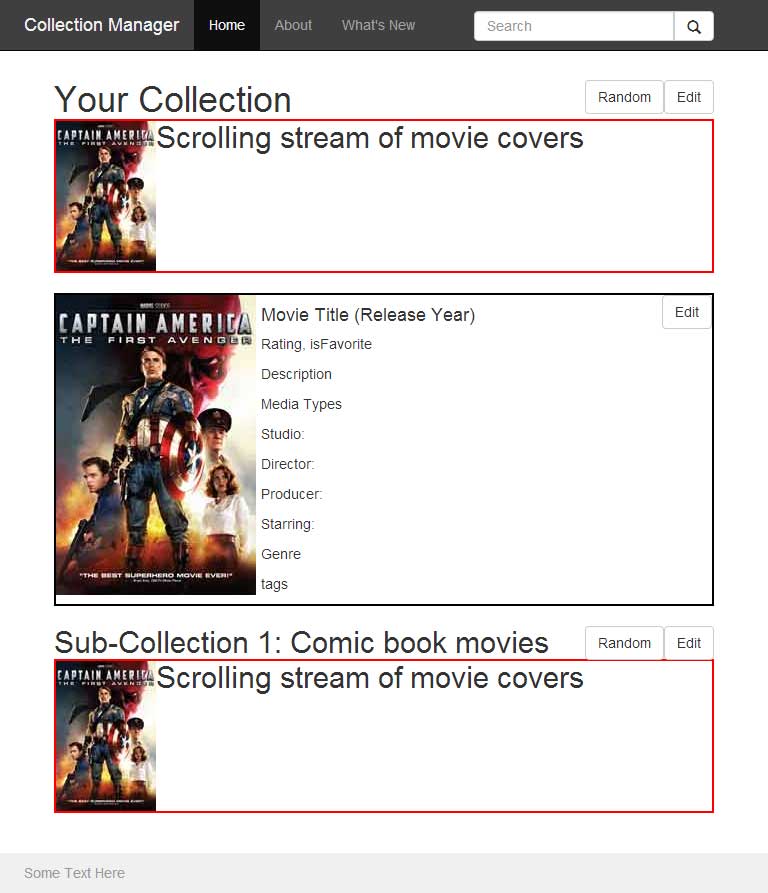 Collection Manager Home About What's New Search
Your Collection Random Edit
CAPTAIN AMERICA
THE FIRST AVENGER
Scrolling stream of movie covers
MARVEL STUDIOS
CAPTAIN AMERICA
THE FIRST AVENGER
"THE BEST SUPERHERO MOVIE EVER!"
Movie Title (Release Year) Edit
Rating, isFavorite
Description
Media Types
Studio:
Director:
Producer:
Starring:
Genre
tags
Sub-Collection 1: Comic book movies Random Edit
CAPTAIN AMERICA
THE FIRST AVENGER
Scrolling stream of movie covers
Some Text Here